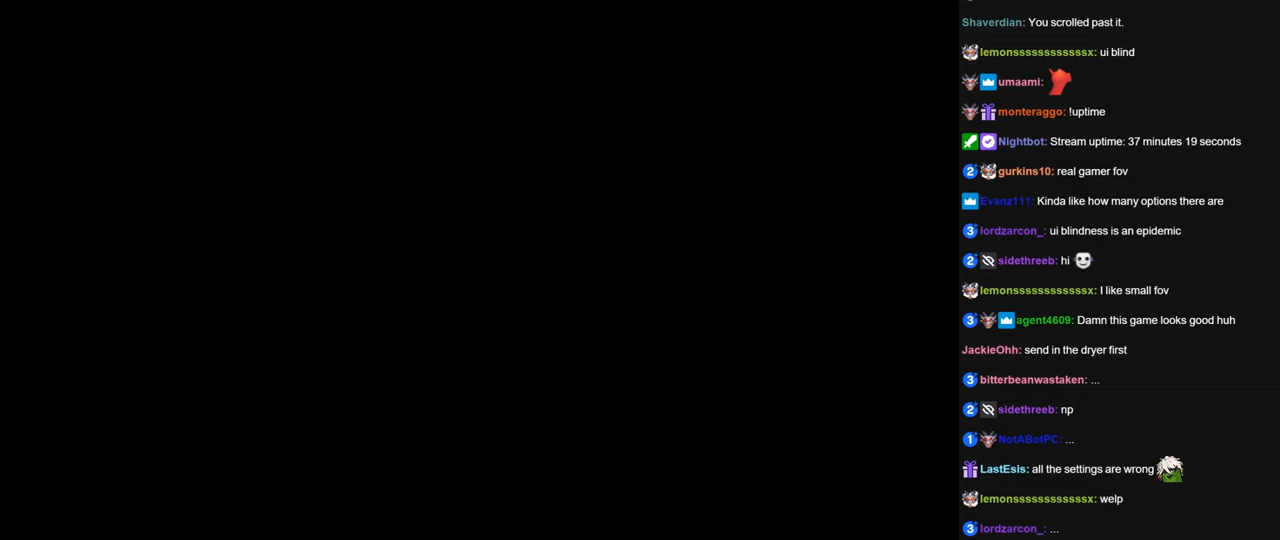 Shaverdian: You scrolled past it.
lemonsssssssssssssx: ui blind
umaami:
monteraggo: !uptime
Nightbot: Stream uptime: 37 minutes 19 seconds
2 gurkins10: real gamer fov
Evanz111: Kinda like how many options there are
3 lordzarcon_: ui blindness is an epidemic
2 sidethreeb: hi
lemonsssssssssssssx: I like small fov
3 agent4609: Damn this game looks good huh
JackieOhh: send in the dryer first
3 bitterbeanwastaken: ...
2 sidethreeb: np
1 NotABotPC: ...
LastEsis: all the settings are wrong
lemonsssssssssssssx: welp
3 lordzarcon_: ...